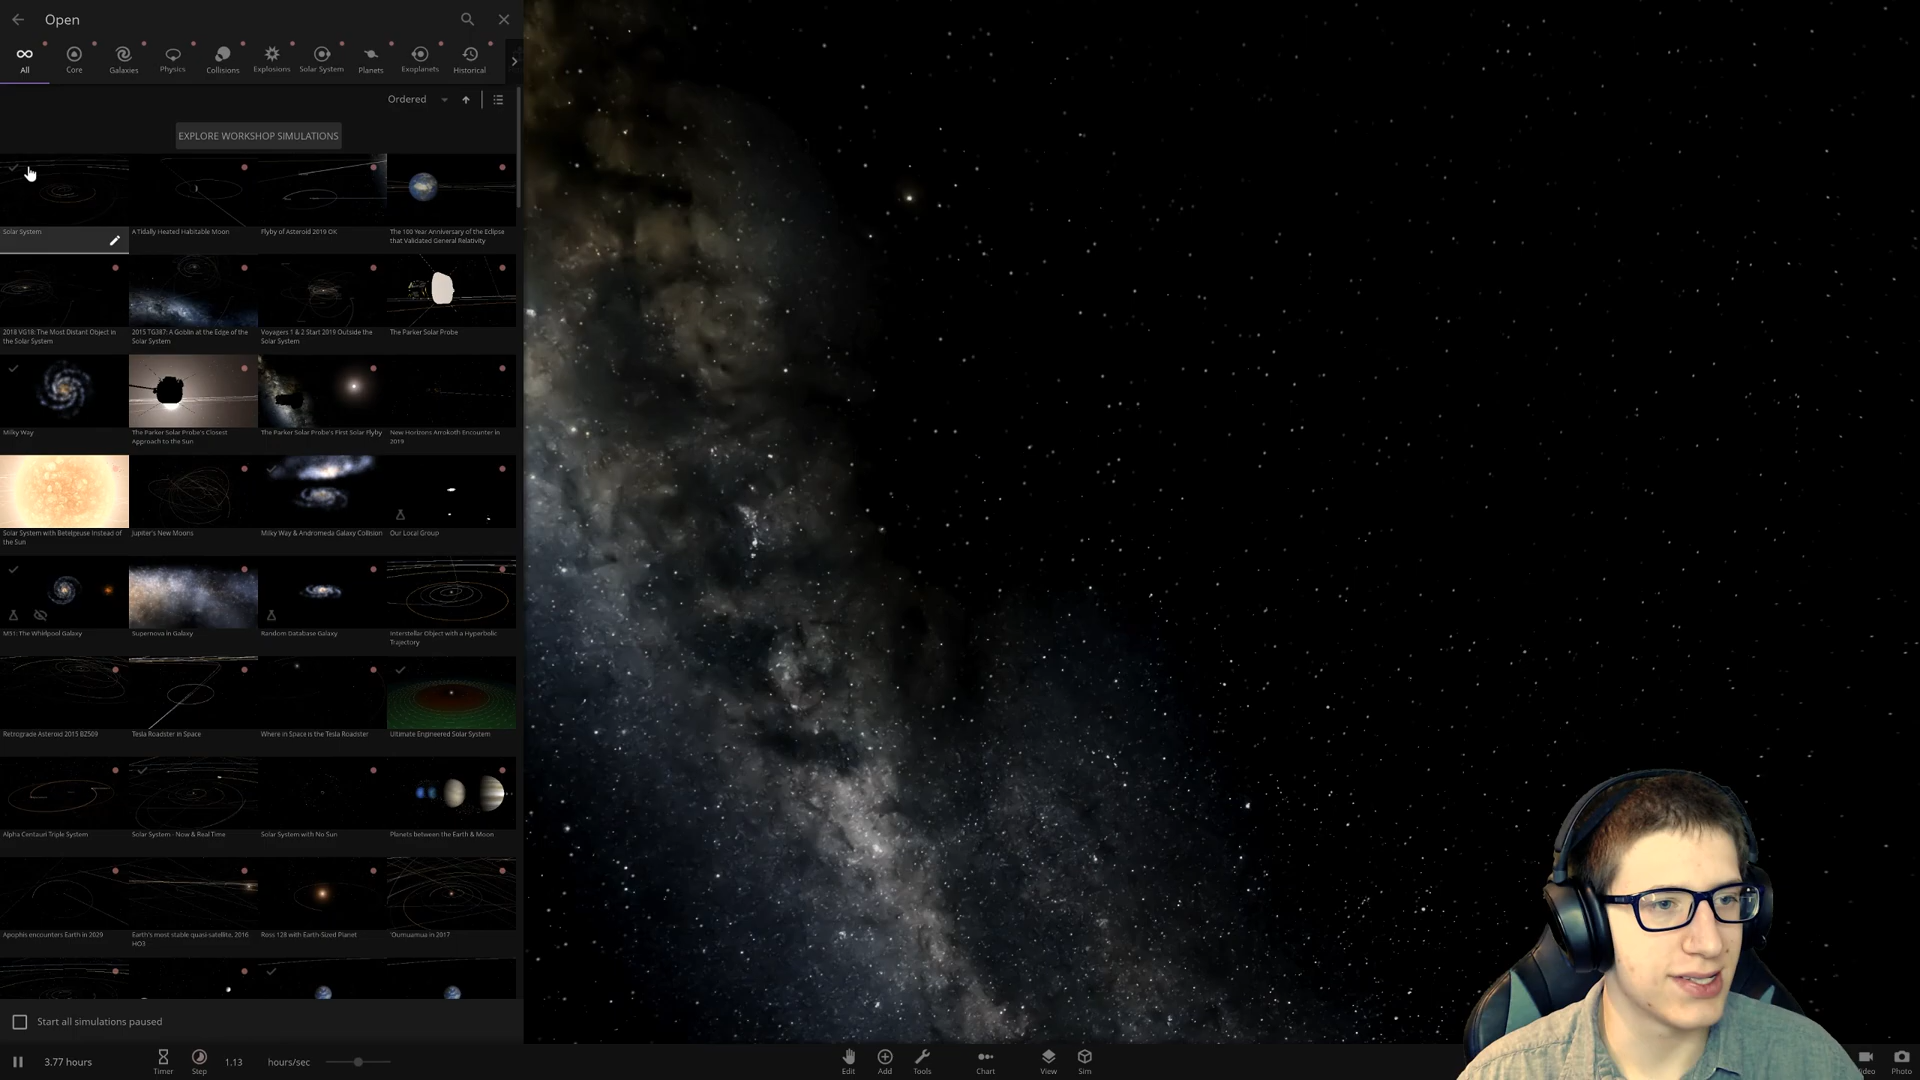 Open
All
Core
Galaxies
Physics
Collisions
Explosions
Solar System
Planets
Exoplanets
Historical
Ordered
EXPLORE WORKSHOP SIMULATIONS
Solar System
A Tidally Heated Habitable Moon
Flyby of Asteroid 2019 OK
The 100 Year Anniversary of the Eclipse
that Validated General Relativity
2018 VG18: The Most Distant Object in
the Solar System
2015 TG387: A Goblin at the Edge of the
Solar System
Voyagers 1 & 2 Start 2019 Outside the
Solar System
The Parker Solar Probe
Milky Way
The Parker Solar Probe's Closest
Approach to the Sun
The Parker Solar Probe's First Solar Flyby
New Horizons Arrokoth Encounter in
2019
Solar System with Betelgeuse instead of
the Sun
Jupiter's New Moons
Milky Way & Andromeda Galaxy Collision
Our Local Group
M51: The Whirlpool Galaxy
Supernova in Galaxy
Random Database Galaxy
Interstellar Object with a Hyperbolic
Trajectory
Retrograde Asteroid 2015 BZ509
Tesla Roadster in Space
Where in Space is the Tesla Roadster
Ultimate Engineered Solar System
Alpha Centauri Triple System
Solar System - Now & Real Time
Solar System with No Sun
Planets between the Earth & Moon
Apophis encounters Earth in 2029
Earth's most stable quasi-satellite, 2016
HO3
Ross 128 with Earth-Sized Planet
'Oumuamua in 2017
Start all simulations paused
3.77 hours
Timer
Step
1.13
hours/sec
Edit
Add
Tools
Chart
View
Sim
Photo